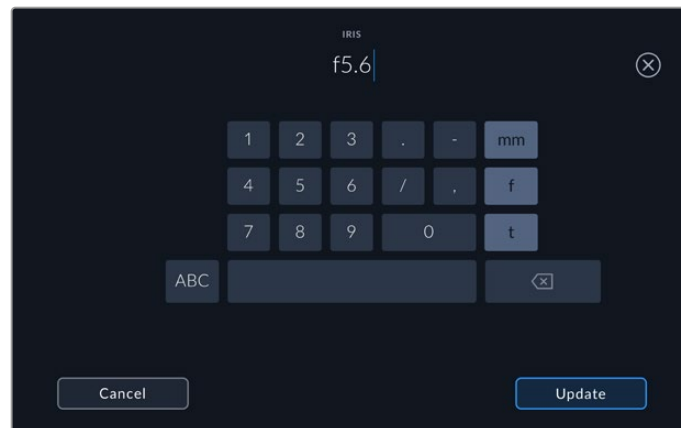 IRIS
f5.6
1 2 3 . - mm
4 5 6 / , f
7 8 9 0 t
ABC
Cancel Update